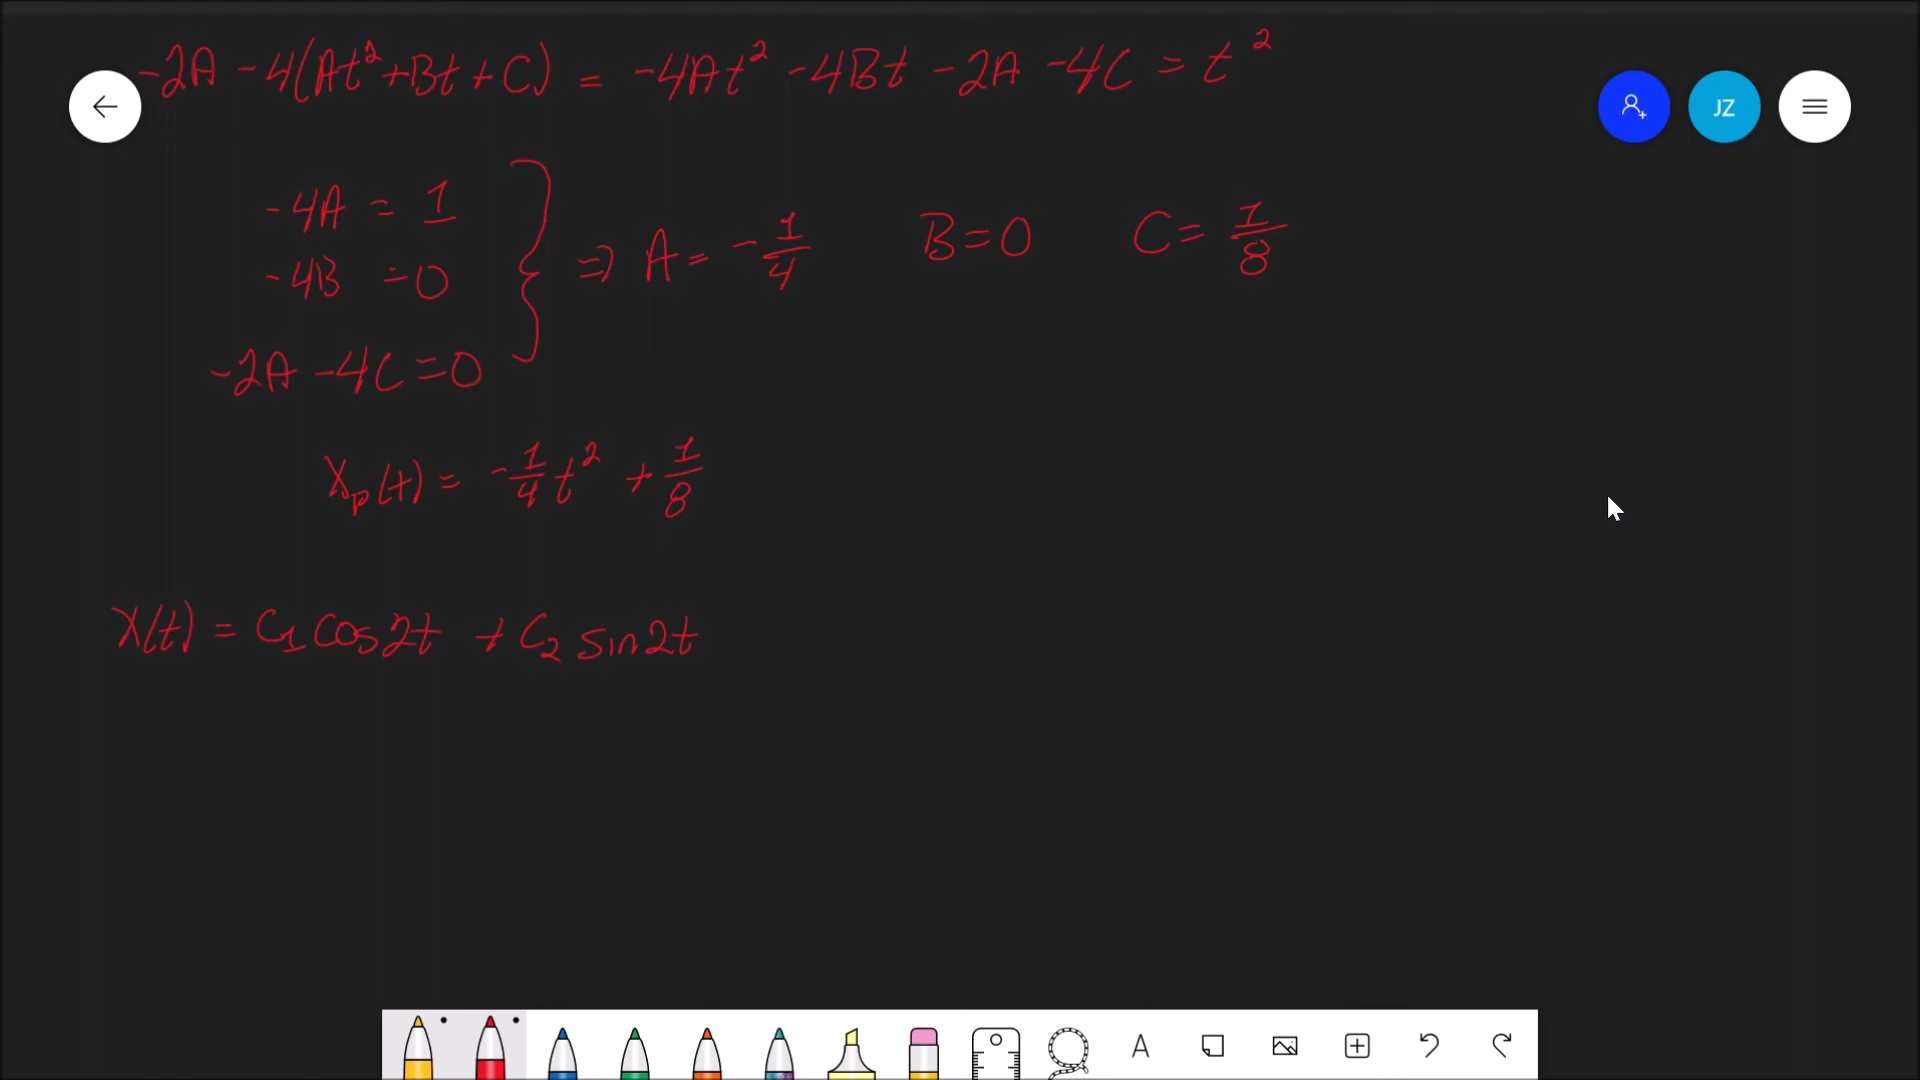 -2A -4(At²+Bt+C) = -4At² -4Bt -2A -4C = t²
JZ
-4A = 1
-4B = 0
-2A -4C = 0
⇒ A = -1/4 B=0 C= 1/8
Xp(t) = -1/4 t² + 1/8
X(t) = C₁ cos2t + C₂ sin2t
A